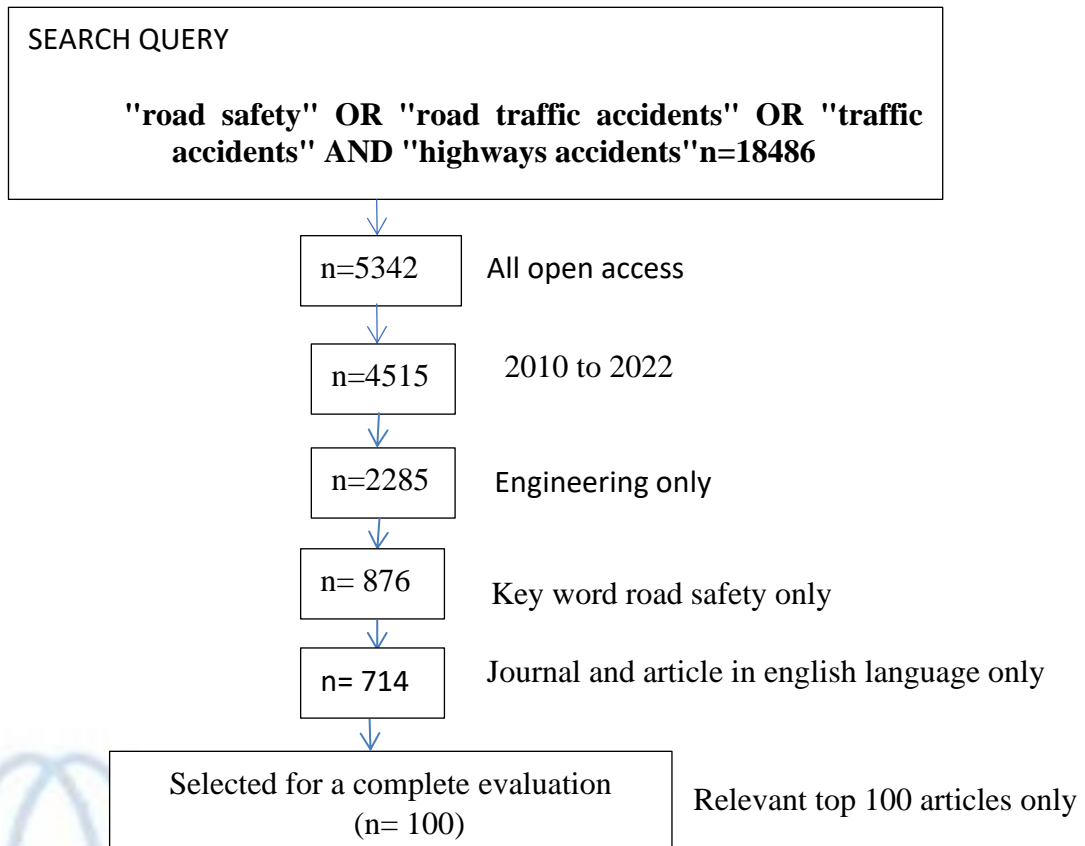 SEARCH QUERY
"road safety" OR "road traffic accidents" OR "traffic
accidents" AND "highways accidents"n=18486
n=5342 All open access
n=4515 2010 to 2022
n=2285 Engineering only
n= 876 Key word road safety only
n= 714 Journal and article in english language only
Selected for a complete evaluation
(n= 100)
Relevant top 100 articles only